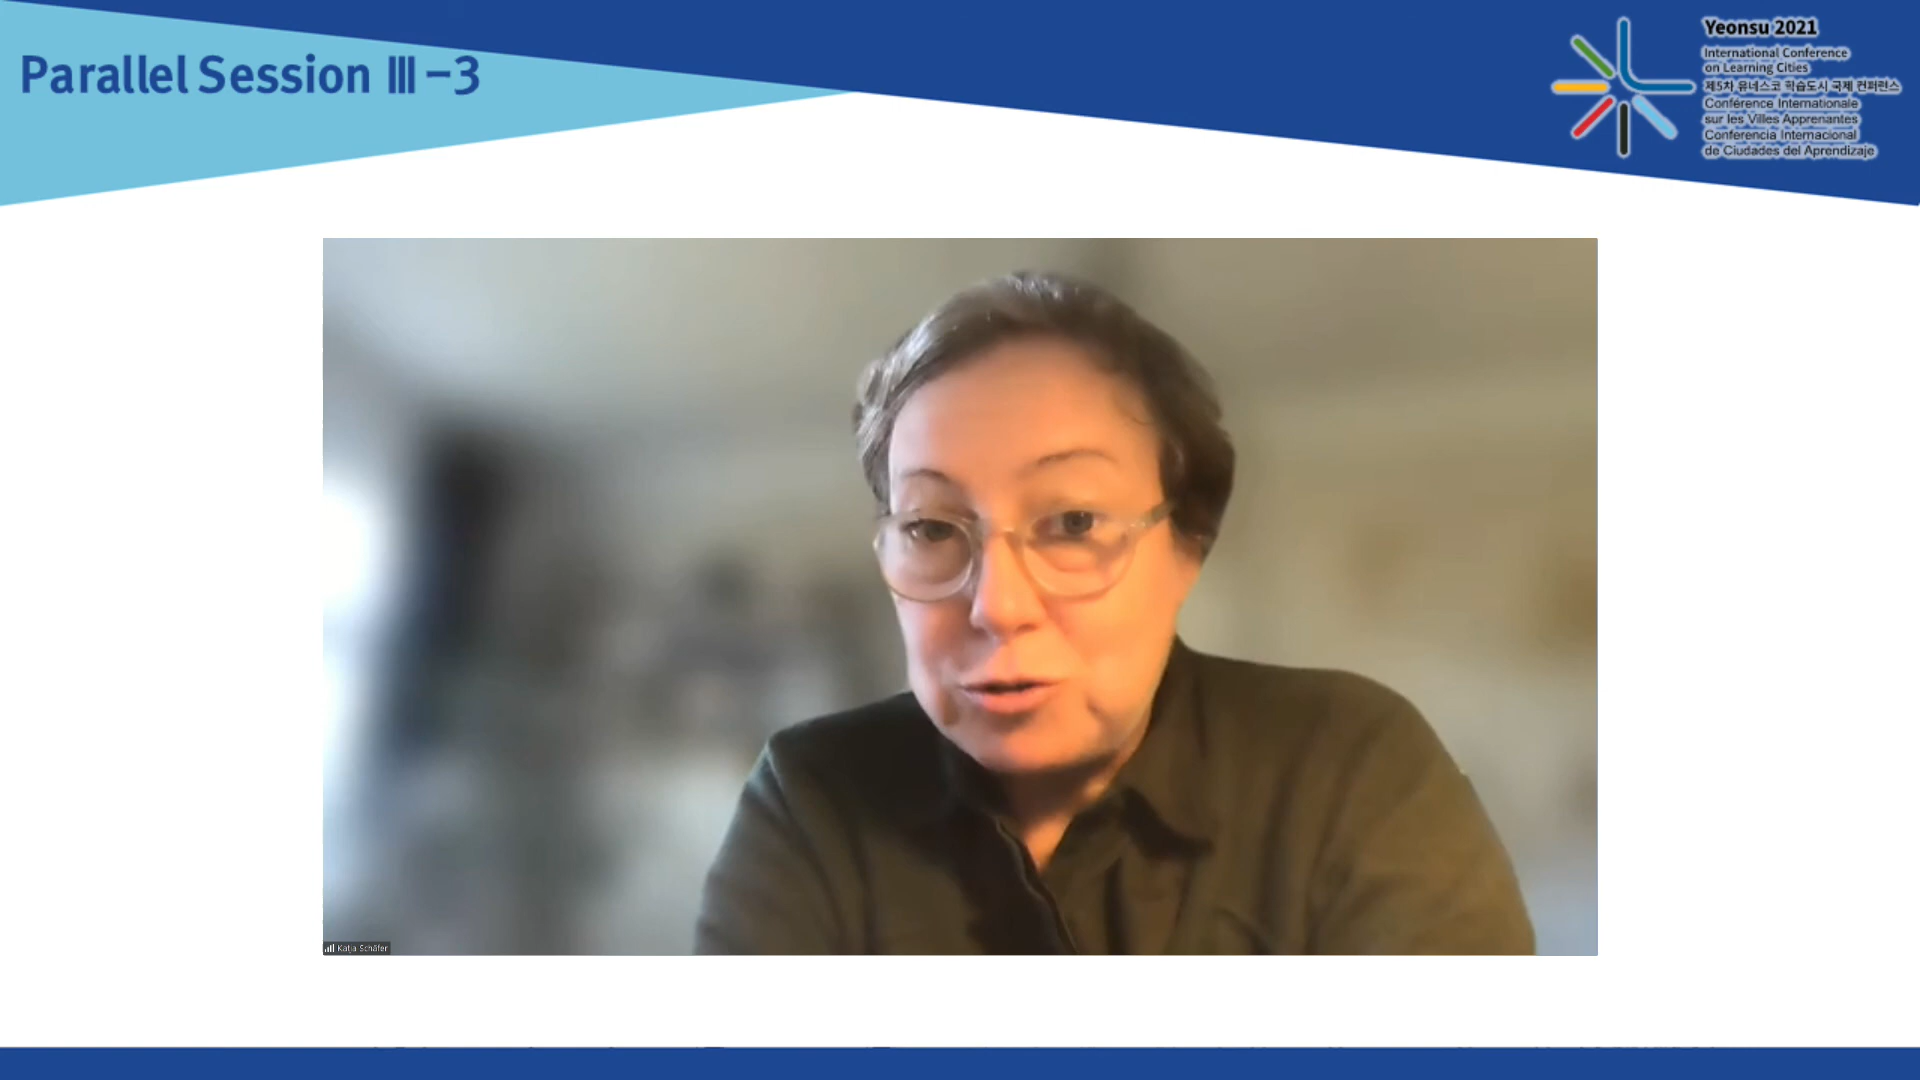 Parallel Session Ⅲ-3
Yeonsu 2021
International Conference
on Learning Cities
제5차 유네스코 학습도시 국제 컨퍼런스
Conférence Internationale
sur les Villes Apprenantes
Conferencia Internacional
de Ciudades del Aprendizaje
Katja Schäfer